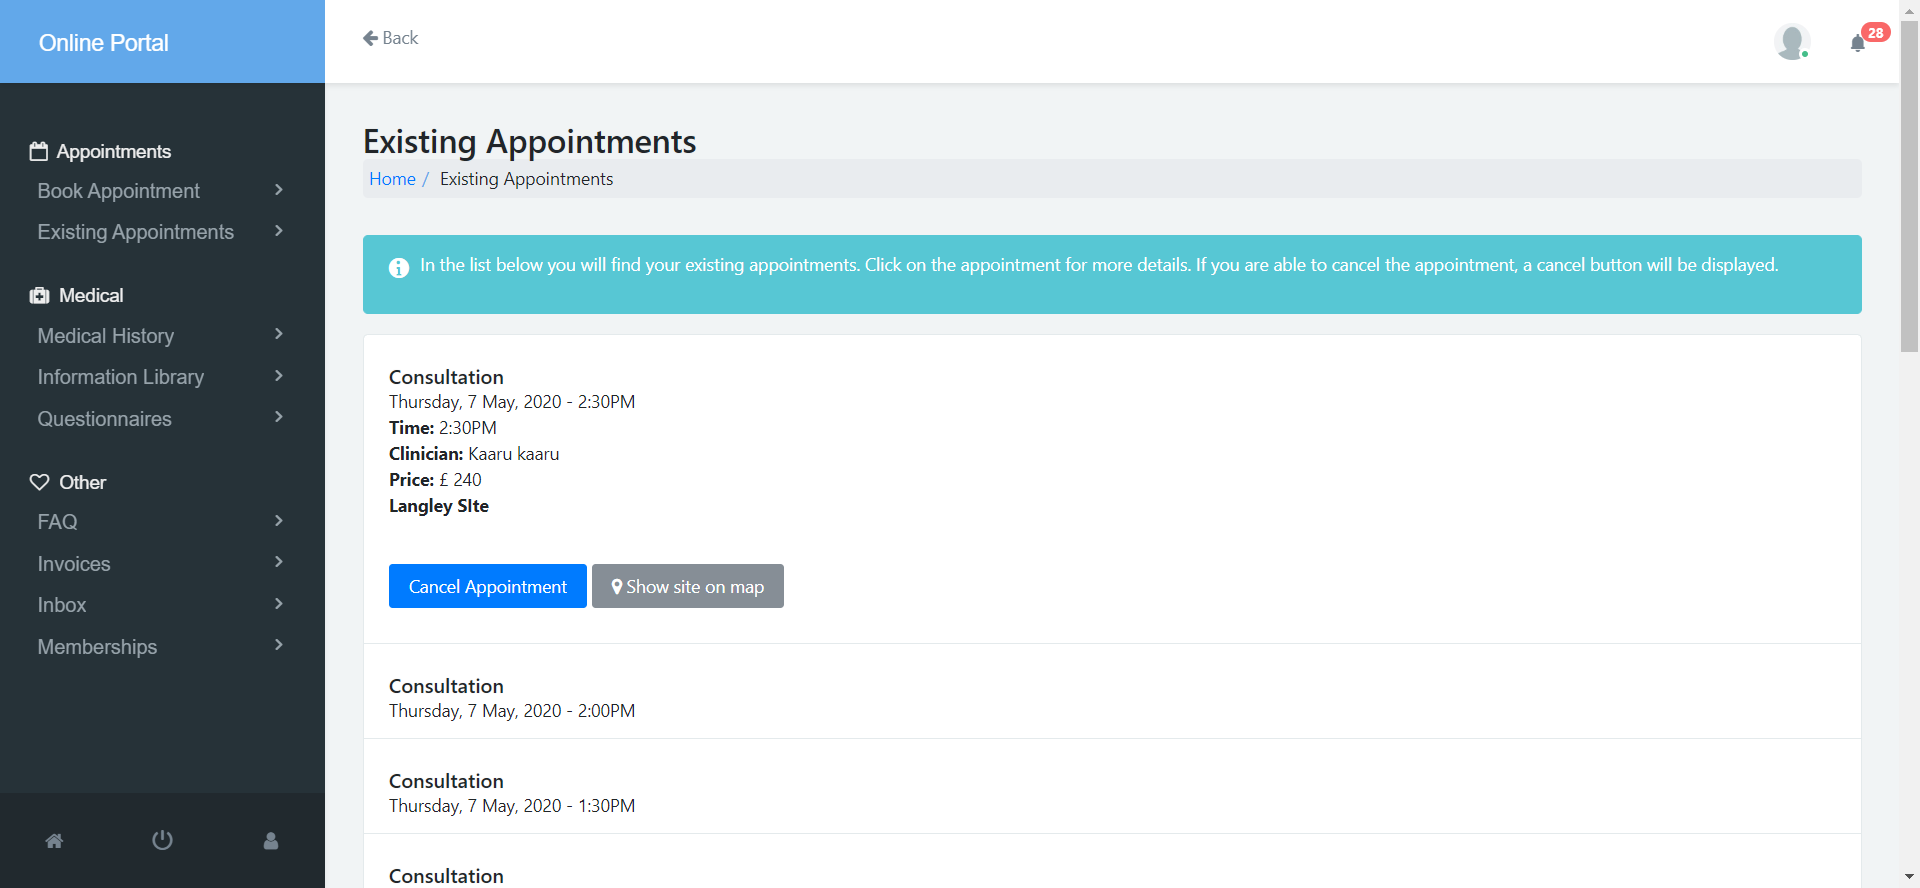 Online Portal
Back
28
Appointments
Book Appointment
Existing Appointments
Medical
Medical History
Information Library
Questionnaires
Other
FAQ
Invoices
Inbox
Memberships
Existing Appointments
Home / Existing Appointments
In the list below you will find your existing appointments. Click on the appointment for more details. If you are able to cancel the appointment, a cancel button will be displayed.
Consultation
Thursday, 7 May, 2020 - 2:30PM
Time: 2:30PM
Clinician: Kaaru kaaru
Price: £ 240
Langley SIte
Cancel Appointment
Show site on map
Consultation
Thursday, 7 May, 2020 - 2:00PM
Consultation
Thursday, 7 May, 2020 - 1:30PM
Consultation